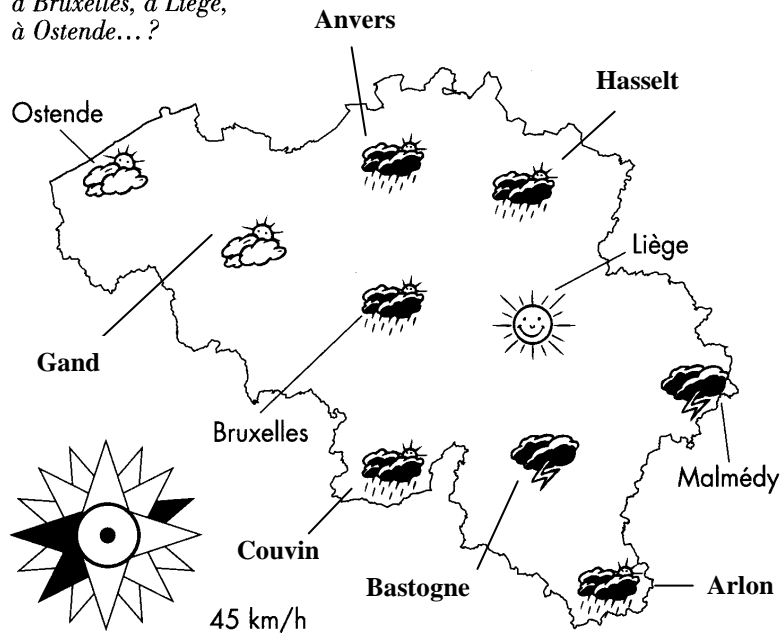 à Bruxelles, à Liège,
à Ostende... ?
Anvers
Hasselt
Ostende
Liège
Gand
Bruxelles
Malmédy
Couvin
Bastogne
Arlon
45 km/h